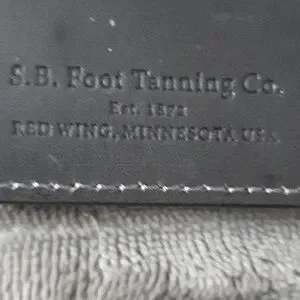 S.B. Foot Tanning Co.
Est. 1872
RED WING, MINNESOTA USA